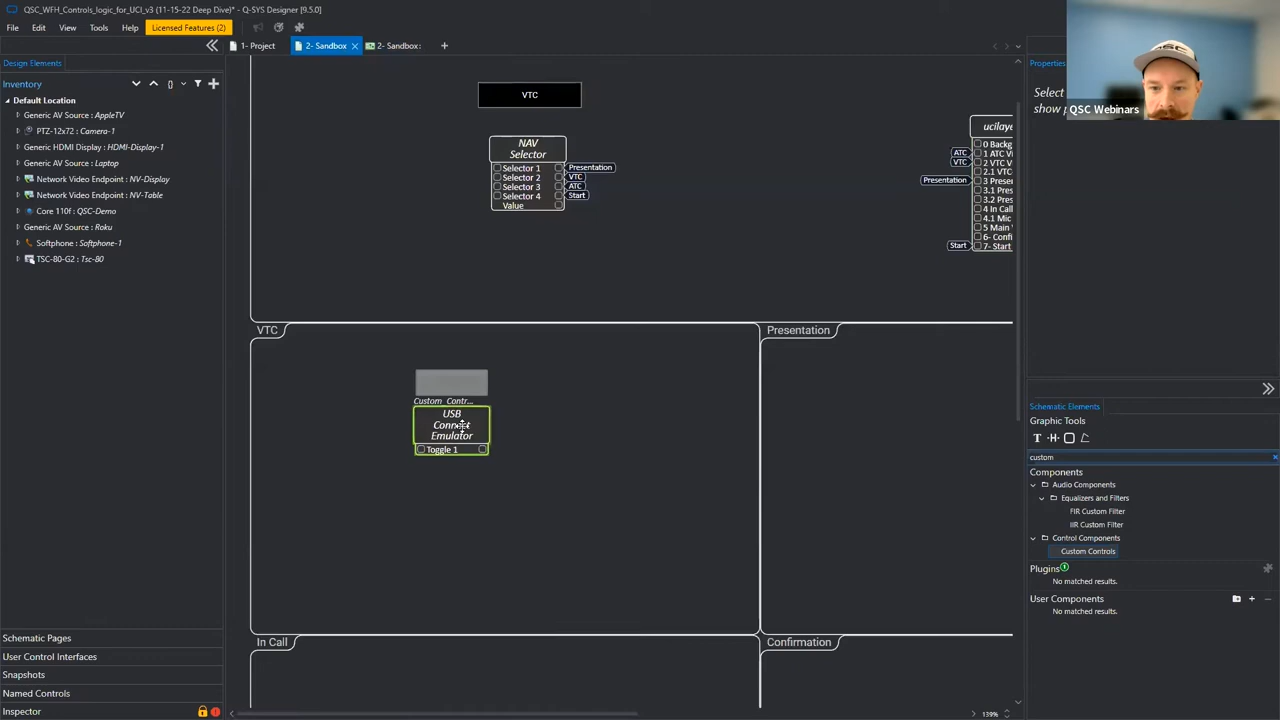 QSC_WFH_Controls_logic_for_UCI_v3 (11-15-22 Deep Dive)* - Q-SYS Designer [9.5.0]
File
Edit
View
Tools
Help
Licensed Features (2)
1- Project
2- Sandbox
2- Sandbox:
Design Elements
Inventory
Default Location
Generic AV Source : AppleTV
PTZ-12x72 : Camera-1
Generic HDMI Display : HDMI-Display-1
Generic AV Source : Laptop
Network Video Endpoint : NV-Display
Network Video Endpoint : NV-Table
Core 110f : QSC-Demo
Generic AV Source : Roku
Softphone : Softphone-1
TSC-80-G2 : Tsc-80
Schematic Pages
User Control Interfaces
Snapshots
Named Controls
Inspector
VTC
NAV
Selector
Selector 1
Selector 2
Selector 3
Selector 4
Value
Presentation
VTC
ATC
Start
ucilaye
0 Backg
1 ATC Vi
2 VTC V
2.1 VTC
3 Prese
3.1 Pres
3.2 Pres
4 In Call
4.1 Mic
5 Main
6- Confi
7- Start
ATC
VTC
Presentation
Start
VTC
Custom_Contr...
USB
Connect
Emulator
Toggle 1
Presentation
In Call
Confirmation
139%
Properties
Select
show p
QSC
QSC Webinars
Schematic Elements
Graphic Tools
custom
Components
Audio Components
Equalizers and Filters
FIR Custom Filter
IIR Custom Filter
Control Components
Custom Controls
Plugins
No matched results.
User Components
No matched results.